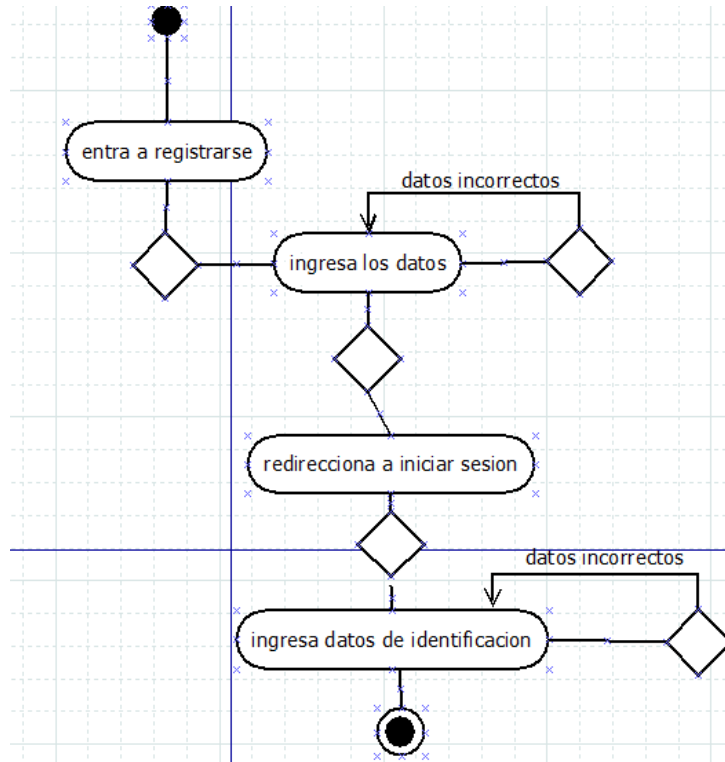 entra a registrarse
datos incorrectos
ingresa los datos
redirecciona a iniciar sesion
datos incorrectos
ingresa datos de identificacion